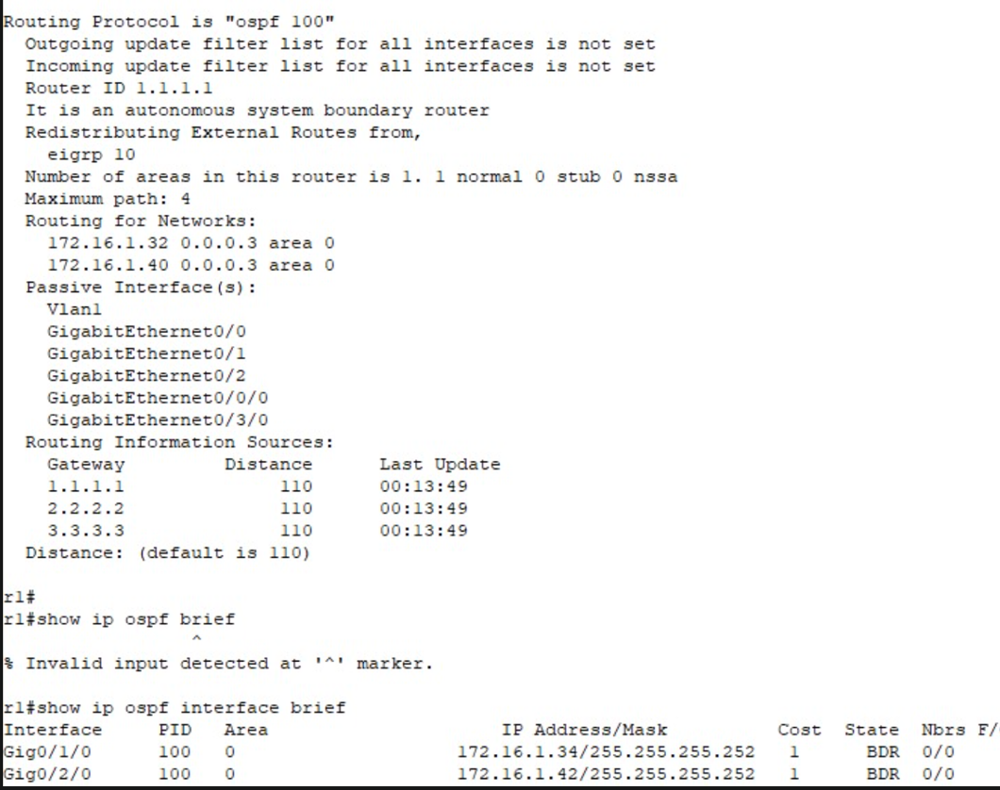 Routing Protocol is "ospf 100"
Outgoing update filter list for all interfaces is not set
Incoming update filter list for all interfaces is not set
Router ID 1.1.1.1
It is an autonomous system boundary router
Redistributing External Routes from,
eigrp 10
Number of areas in this router is 1. 1 normal 0 stub 0 nssa
Maximum path: 4
Routing for Networks:
172.16.1.32 0.0.0.3 area 0
172.16.1.40 0.0.0.3 area 0
Passive Interface(s):
Vlan1
GigabitEthernet0/0
GigabitEthernet0/1
GigabitEthernet0/2
GigabitEthernet0/0/0
GigabitEthernet0/3/0
Routing Information Sources:
Gateway Distance Last Update
1.1.1.1 110 00:13:49
2.2.2.2 110 00:13:49
3.3.3.3 110 00:13:49
Distance: (default is 110)
r1#
r1#show ip ospf brief
^
% Invalid input detected at '^' marker.
r1#show ip ospf interface brief
Interface PID Area IP Address/Mask Cost State Nbrs F/
Gig0/1/0 100 0 172.16.1.34/255.255.255.252 1 BDR 0/0
Gig0/2/0 100 0 172.16.1.42/255.255.255.252 1 BDR 0/0